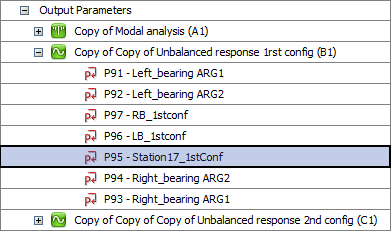 Output Parameters
Copy of Modal analysis (A1)
Copy of Copy of Unbalanced response 1rst config (B1)
P91 - Left_bearing ARG1
P92 - Left_bearing ARG2
P97 - RB_1stconf
P96 - LB_1stconf
P95 - Station17_1stConf
P94 - Right_bearing ARG2
P93 - Right_bearing ARG1
Copy of Copy of Copy of Unbalanced response 2nd config (C1)